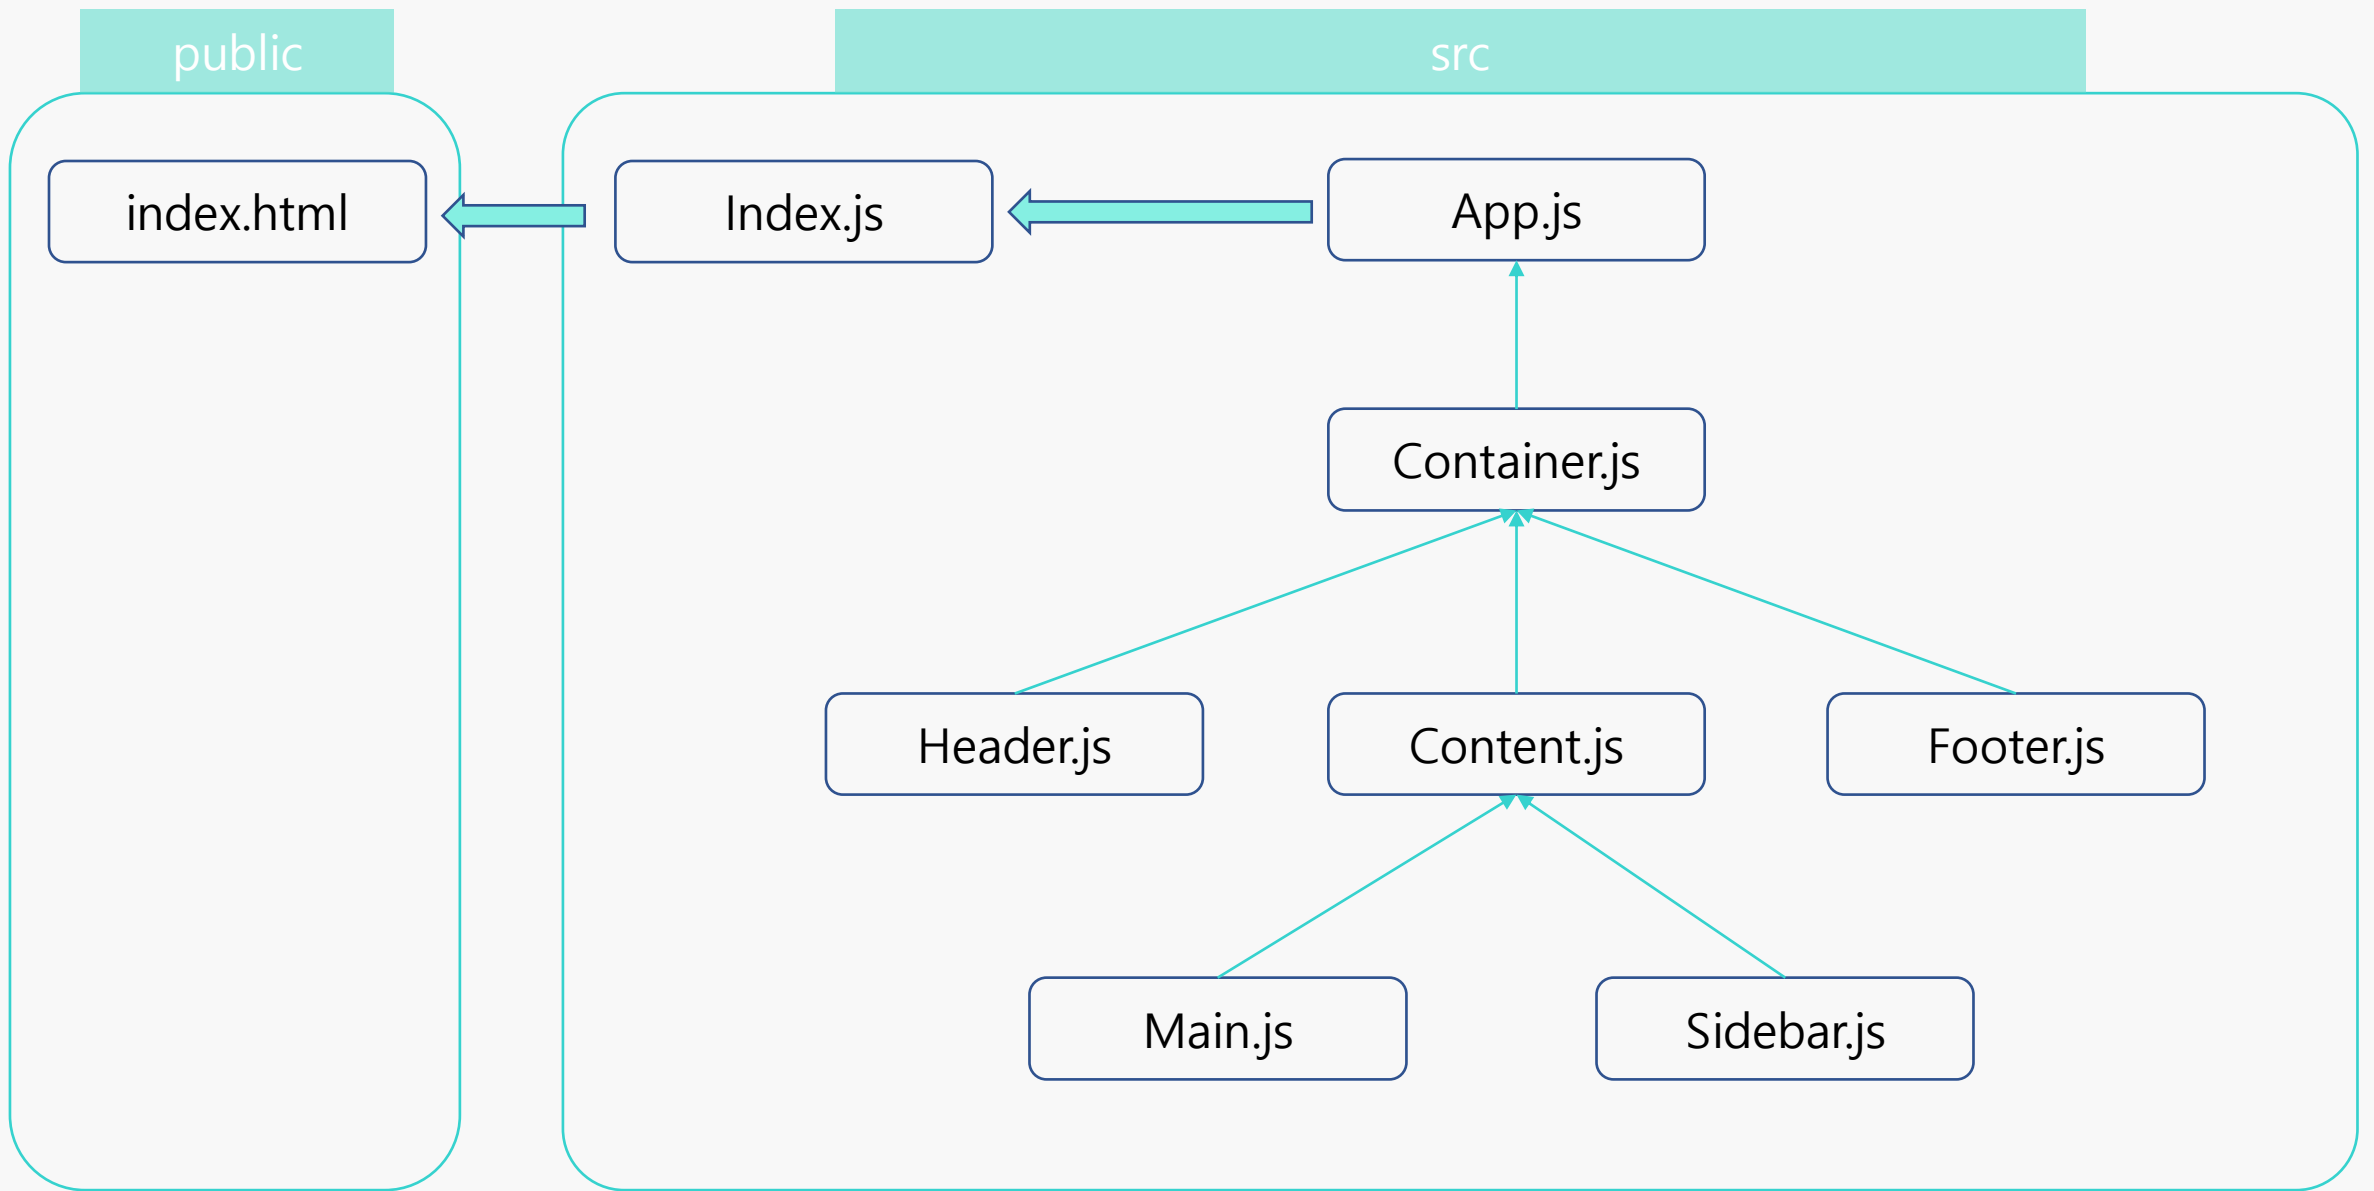 public
src
index.html
Index.js
App.js
Container.js
Header.js
Content.js
Footer.js
Main.js
Sidebar.js